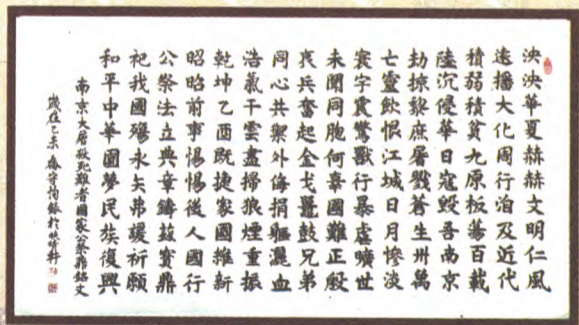 泱泱華夏赫赫文明仁風
遠播大化周行洎及近代
積弱積貧九原板蕩百載
陸沉侵華日寇毀吾南京
劫掠黎庶屠戮蒼生卅萬
亡靈飲恨江城日月慘淡
寰宇震驚獸行暴虐曠世
未聞同胞何辜國難正殷
哀兵奮起金戈鼉鼓兄弟
同心共禦外侮捐軀灑血
浩氣干雲盡掃狼煙重振
乾坤乙酉既捷家國維新
昭昭前事惕惕後人國行
公祭法立典章鑄茲寶鼎
祀我國殤永矢弗諼祈願
和平中華圓夢民族復興
南京大屠殺死難者國家公祭鼎銘文
歲在乙未